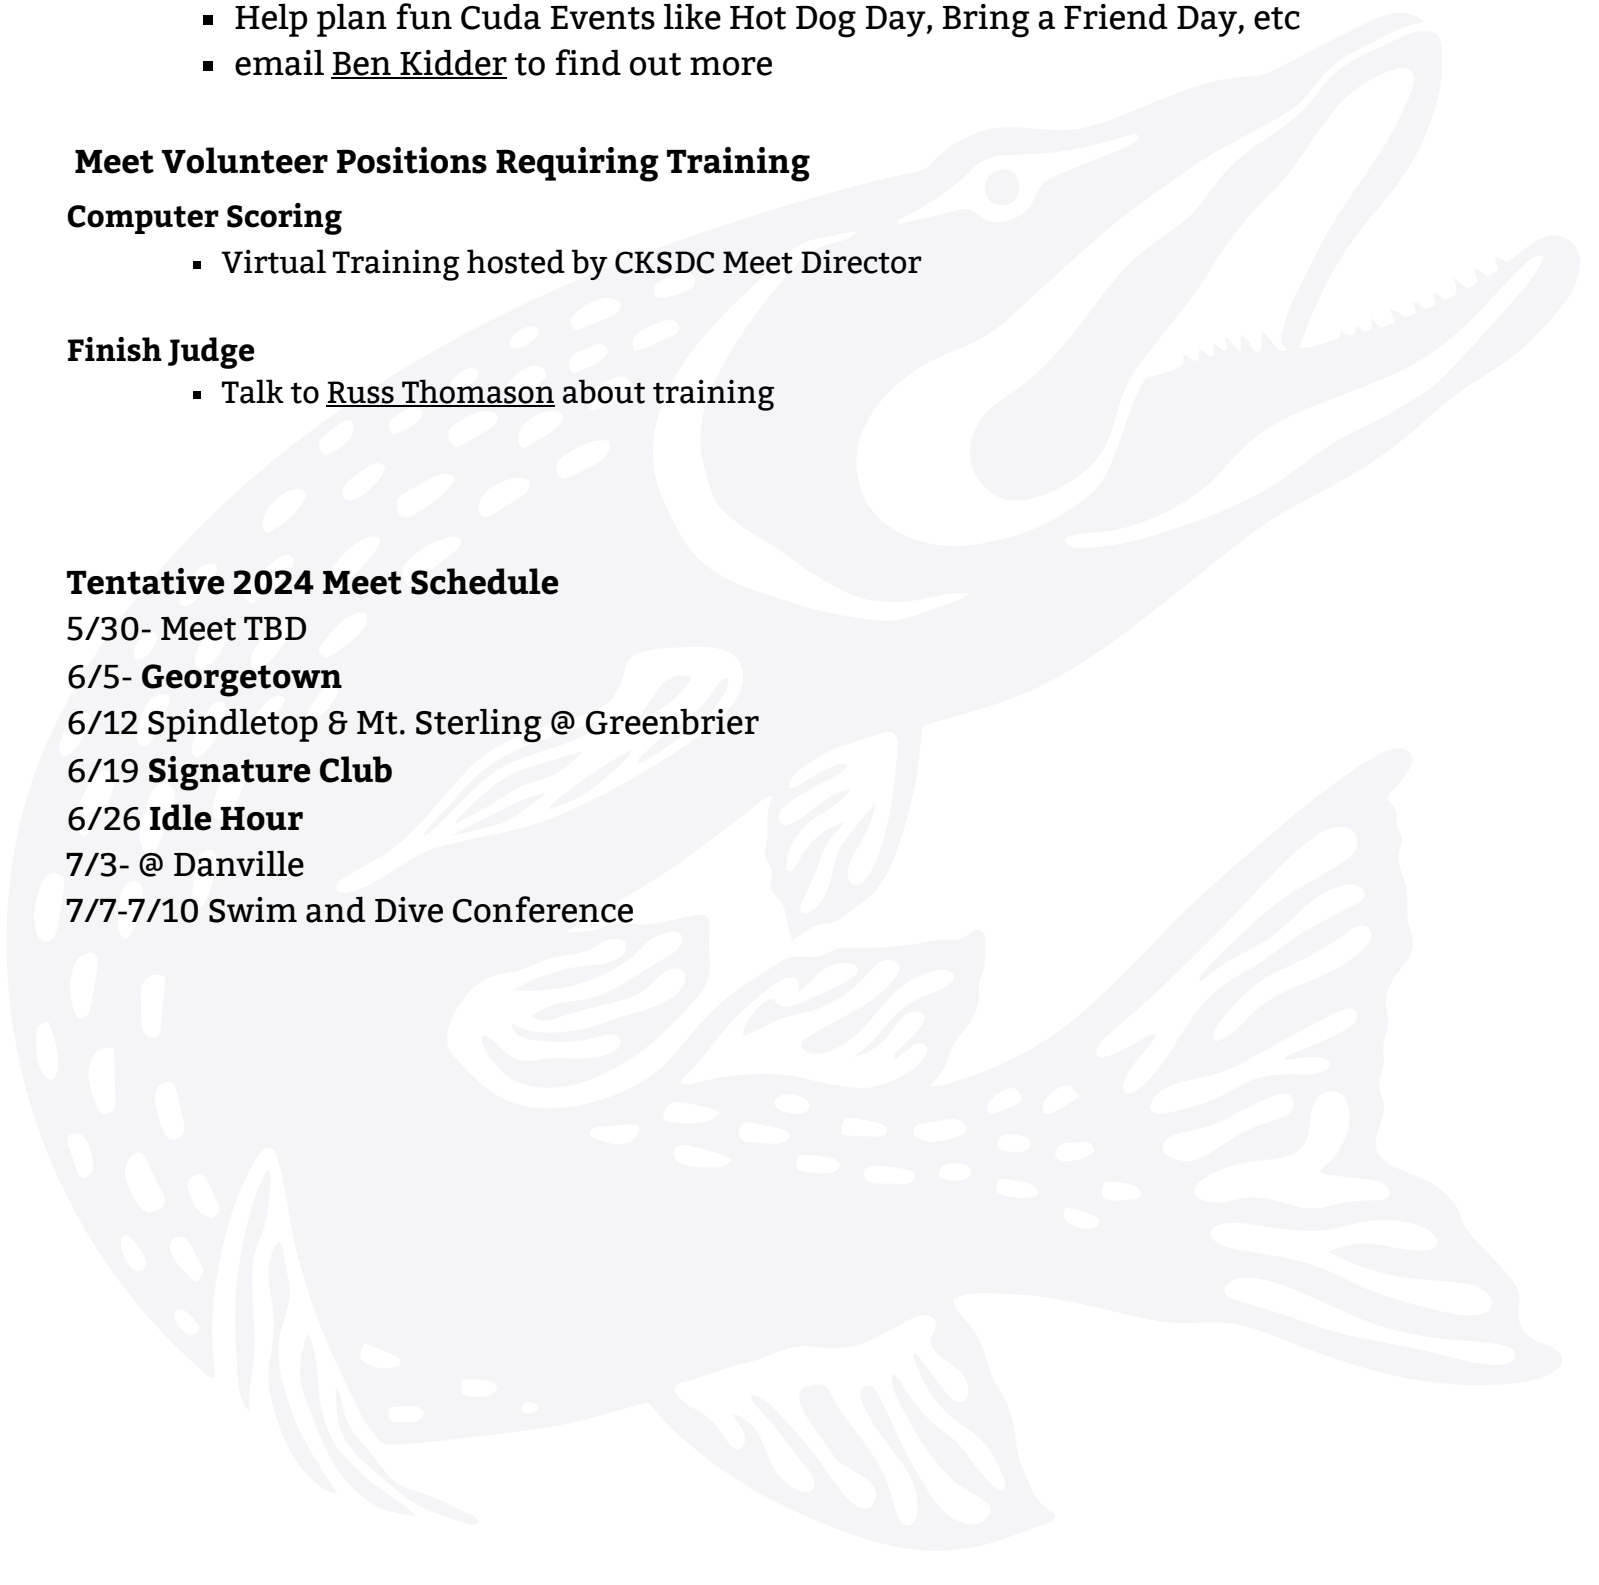 ▪ Help plan fun Cuda Events like Hot Dog Day, Bring a Friend Day, etc
▪ email Ben Kidder to find out more
Meet Volunteer Positions Requiring Training
Computer Scoring
▪ Virtual Training hosted by CKSDC Meet Director
Finish Judge
▪ Talk to Russ Thomason about training
Tentative 2024 Meet Schedule
5/30- Meet TBD
6/5- Georgetown
6/12 Spindletop & Mt. Sterling @ Greenbrier
6/19 Signature Club
6/26 Idle Hour
7/3- @ Danville
7/7-7/10 Swim and Dive Conference